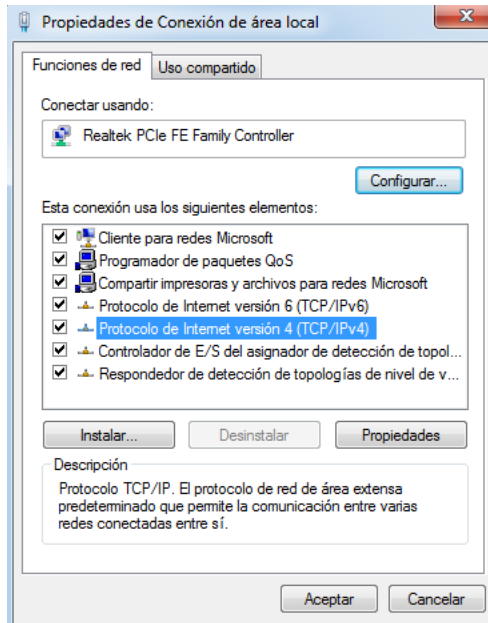 Propiedades de Conexión de área local
Funciones de red
Uso compartido
Conectar usando:
Realtek PCIe FE Family Controller
Configurar...
Esta conexión usa los siguientes elementos:
Cliente para redes Microsoft
Programador de paquetes QoS
Compartir impresoras y archivos para redes Microsoft
Protocolo de Internet versión 6 (TCP/IPv6)
Protocolo de Internet versión 4 (TCP/IPv4)
Controlador de E/S del asignador de detección de topol...
Respondedor de detección de topologías de nivel de v...
Instalar...
Desinstalar
Propiedades
Descripción
Protocolo TCP/IP. El protocolo de red de área extensa
predeterminado que permite la comunicación entre varias
redes conectadas entre sí.
Aceptar
Cancelar